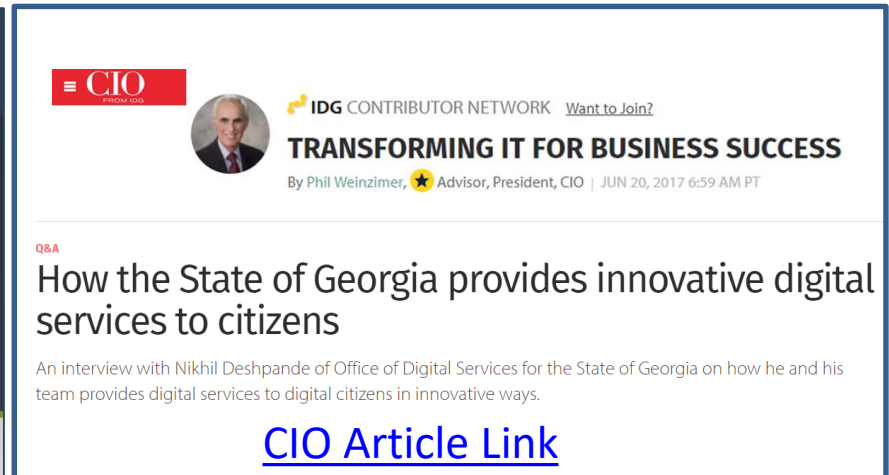 ≡ CIO
FROM IDG
IDG CONTRIBUTOR NETWORK Want to Join?
TRANSFORMING IT FOR BUSINESS SUCCESS
By Phil Weinzimer, Advisor, President, CIO | JUN 20, 2017 6:59 AM PT
Q&A
How the State of Georgia provides innovative digital
services to citizens
An interview with Nikhil Deshpande of Office of Digital Services for the State of Georgia on how he and his
team provides digital services to digital citizens in innovative ways.
CIO Article Link